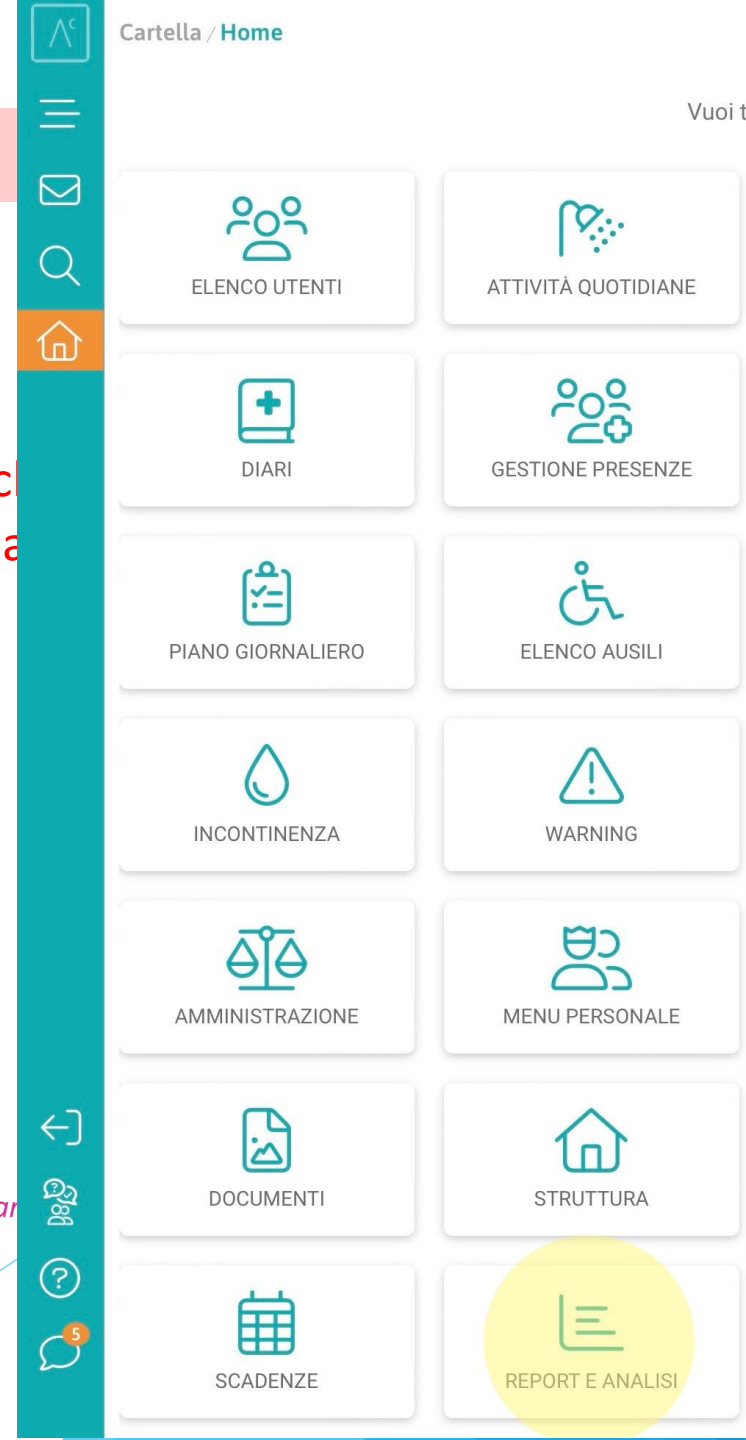 Cartella / Home
Vuoi t
ELENCO UTENTI
ATTIVITÀ QUOTIDIANE
DIARI
GESTIONE PRESENZE
PIANO GIORNALIERO
ELENCO AUSILI
INCONTINENZA
WARNING
AMMINISTRAZIONE
MENU PERSONALE
DOCUMENTI
STRUTTURA
5
SCADENZE
REPORT E ANALISI